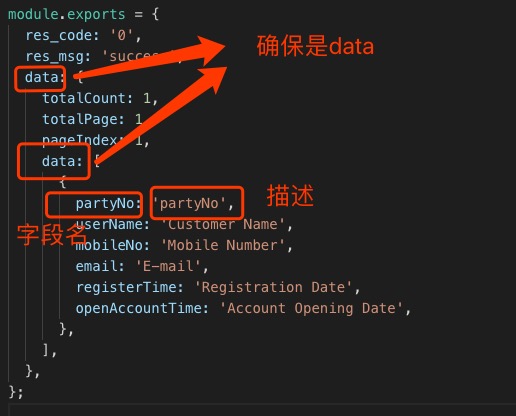 module.exports = {
res_code: '0',
res_msg: 'success',
确保是data
data: {
totalCount: 1,
totalPage: 1,
pageIndex: 1,
data: [
{
partyNo: 'partyNo',
描述
字段名
userName: 'Customer Name',
mobileNo: 'Mobile Number',
email: 'E-mail',
registerTime: 'Registration Date',
openAccountTime: 'Account Opening Date',
},
],
},
};